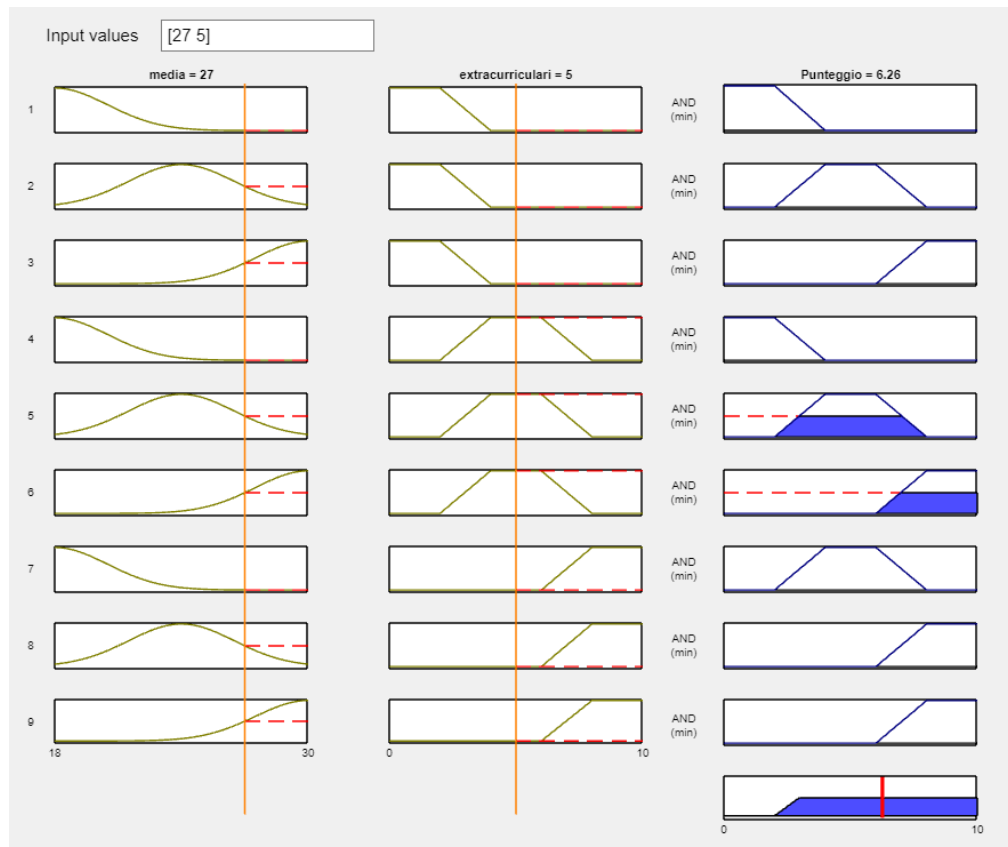 Input values [27 5]
media = 27 extracurriculari = 5 Punteggio = 6.26
1 AND
(min)
2 AND
(min)
3 AND
(min)
4 AND
(min)
5 AND
(min)
6 AND
(min)
7 AND
(min)
8 AND
(min)
9 AND
(min)
18 30 0 10
0 10